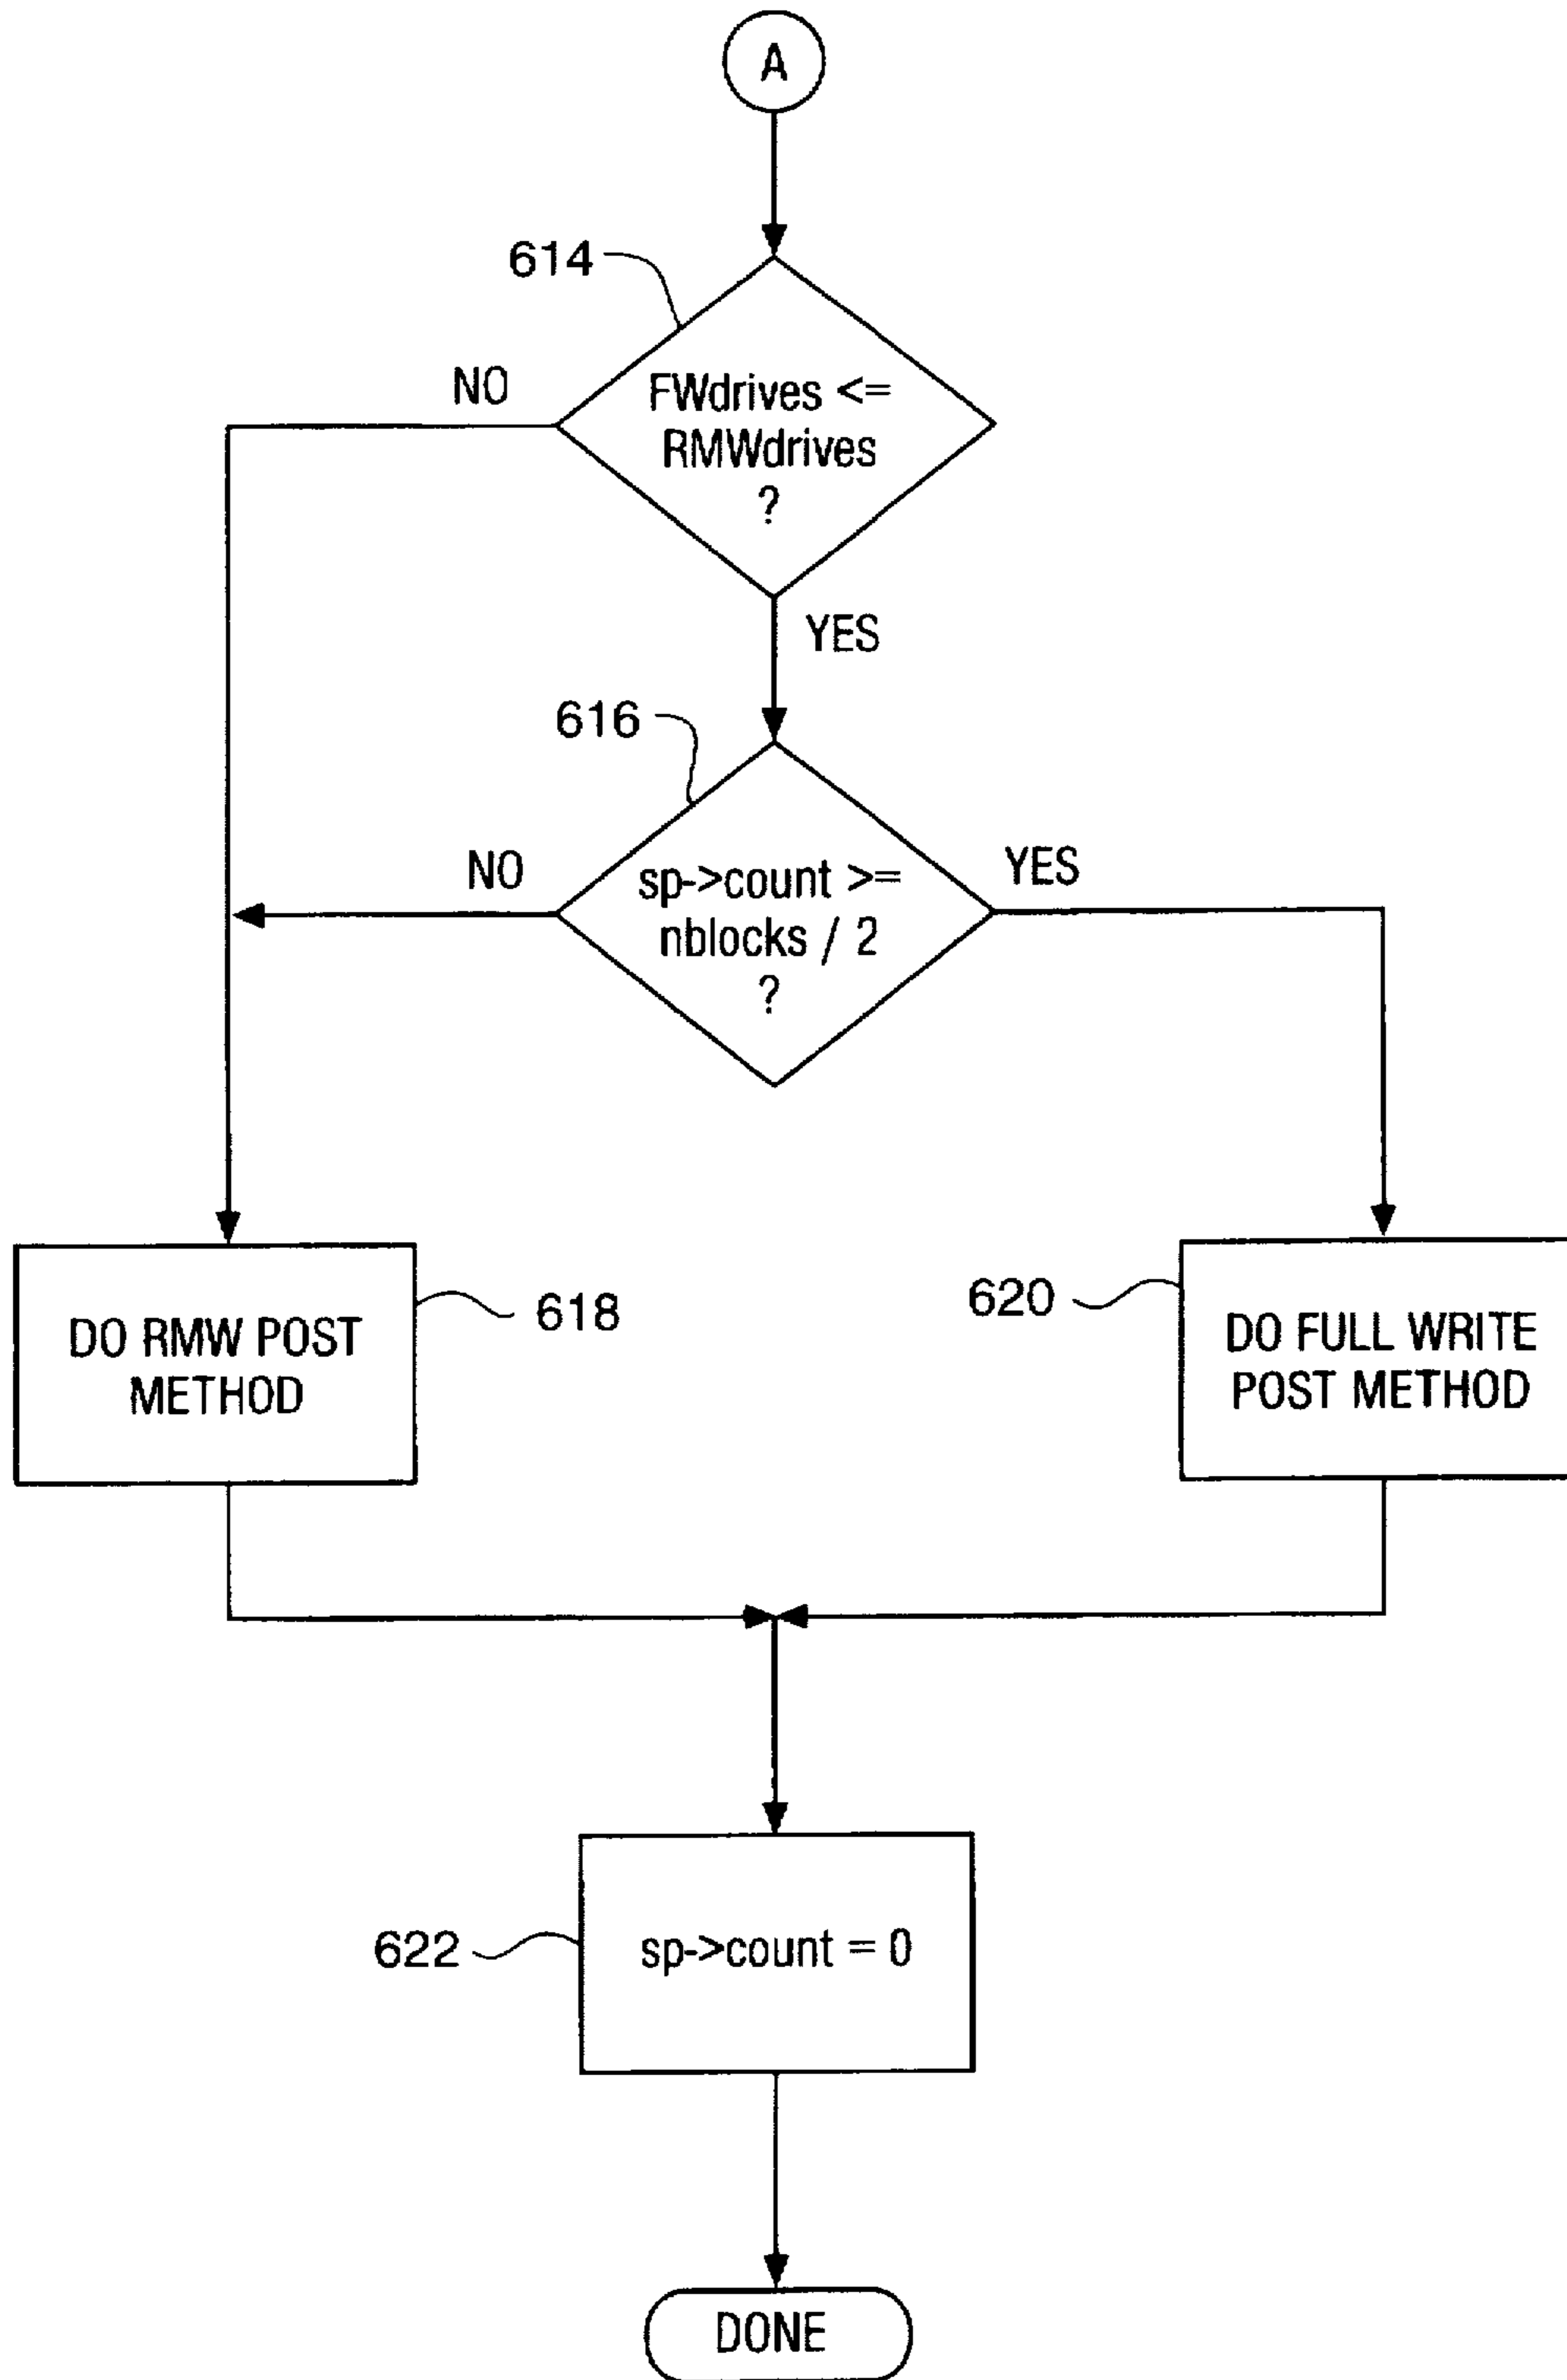 A
614
FWdrives <=
RMWdrives
?
NO
YES
616
sp->count >=
nblocks / 2
?
NO
YES
DO RMW POST
METHOD
618
620
DO FULL WRITE
POST METHOD
622
sp->count = 0
DONE